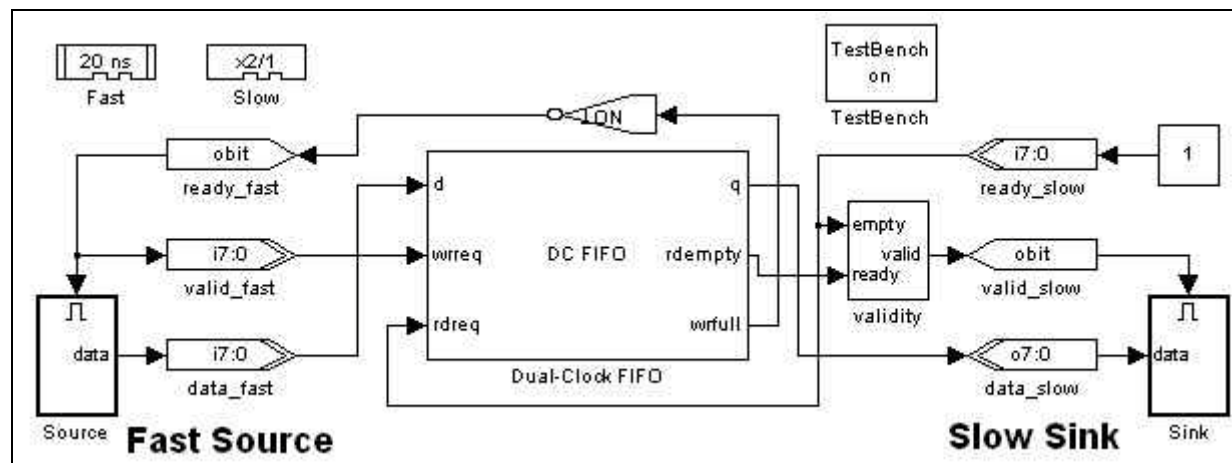 20 ns
Fast
x2/1
Slow
TestBench
on
TestBench
obit
ready_fast
i7:0
ready_slow
1
d
q
i7:0
valid_fast
wrreq
DC FIFO
rdempty
empty
valid
ready
validity
obit
valid_slow
rdreq
wrfull
data
Source
i7:0
data_fast
Dual-Clock FIFO
o7:0
data_slow
data
Sink
Fast Source
Slow Sink